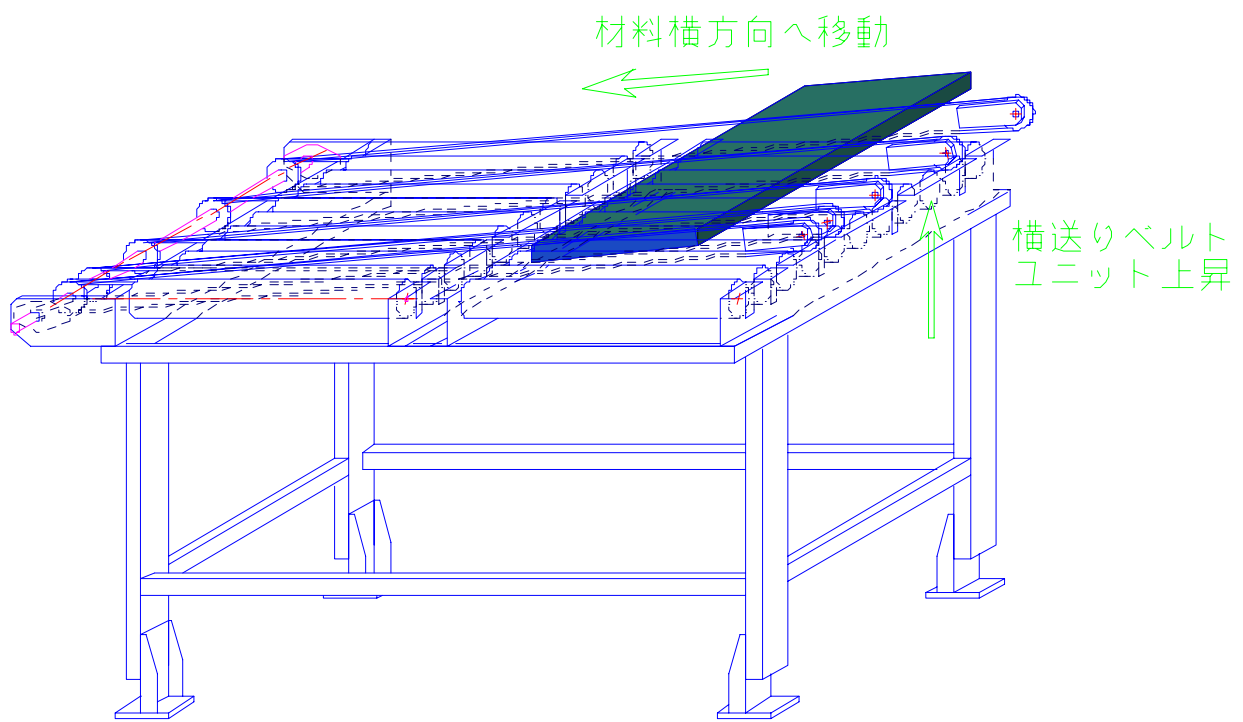 材料横方向へ移動
横送りベルト
ユニット上昇